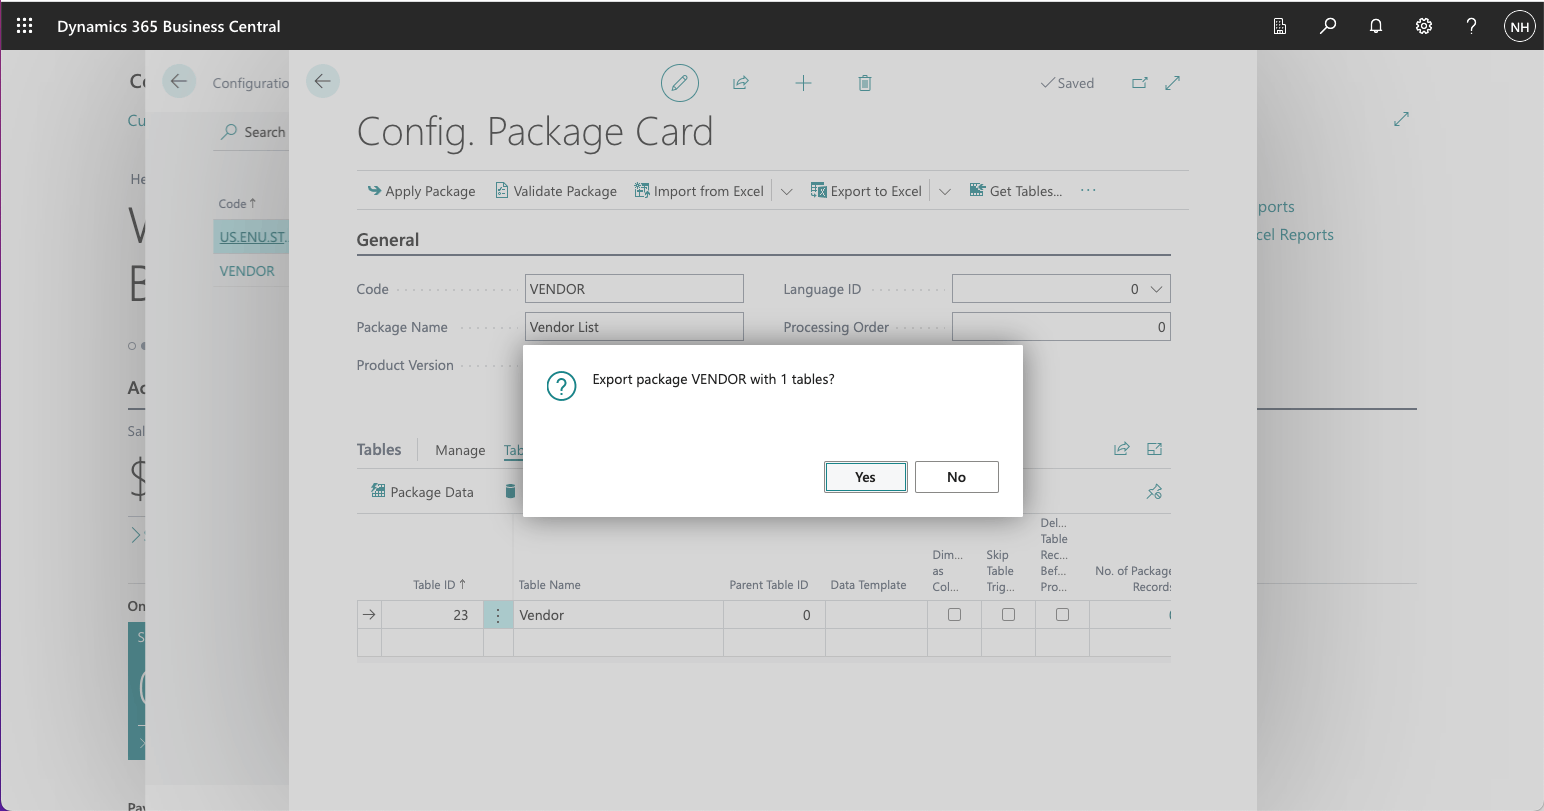 Dynamics 365 Business Central
NH
Configuratio
Search
Code ↑
US.ENU.ST...
VENDOR
Saved
Config. Package Card
Apply Package
Validate Package
Import from Excel
Export to Excel
Get Tables...
General
Code
VENDOR
Language ID
0
Package Name
Vendor List
Processing Order
0
Product Version
Export package VENDOR with 1 tables?
Yes
No
Tables
Manage
Tab
Package Data
Table ID ↑
Table Name
Parent Table ID
Data Template
Dim...
as
Col...
Skip
Table
Trig...
Del...
Table
Rec...
Bef...
Pro...
No. of Package
Records
23
Vendor
0
ports
cel Reports
Cu
He
Sal
$
On